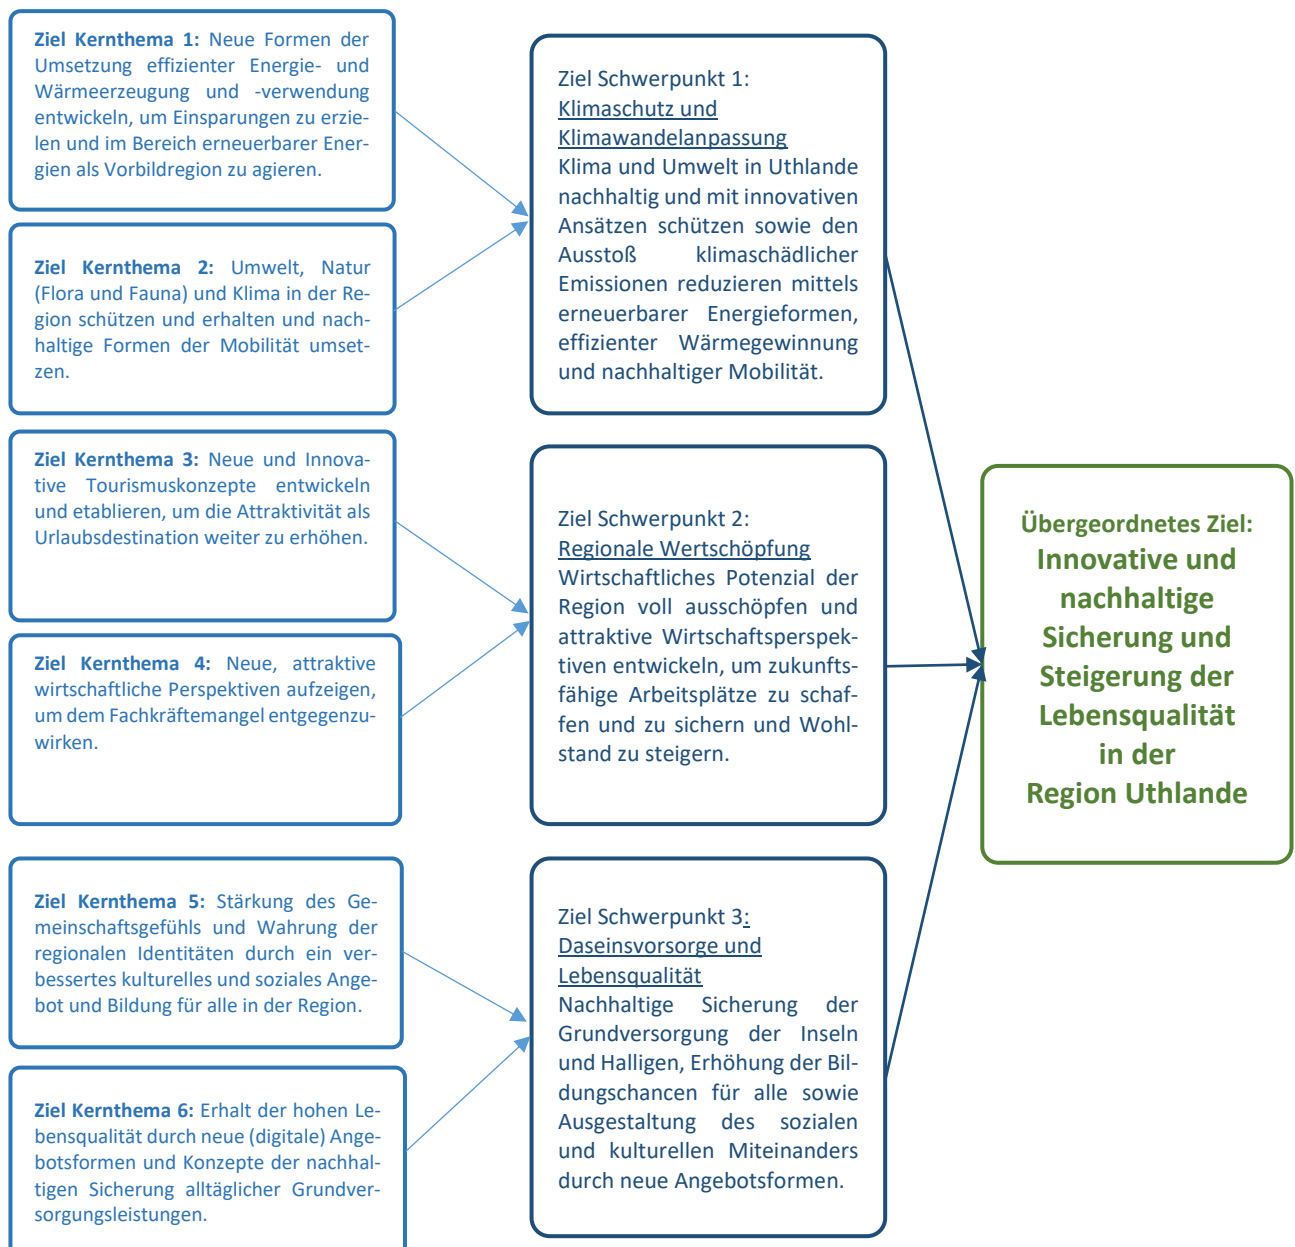 Ziel Kernthema 1: Neue Formen der
Umsetzung effizienter Energie- und
Wärmeerzeugung und -verwendung
entwickeln, um Einsparungen zu erzie-
len und im Bereich erneuerbarer Ener-
gien als Vorbildregion zu agieren.
Ziel Kernthema 2: Umwelt, Natur
(Flora und Fauna) und Klima in der Re-
gion schützen und erhalten und nach-
haltige Formen der Mobilität umset-
zen.
Ziel Kernthema 3: Neue und Innova-
tive Tourismuskonzepte entwickeln
und etablieren, um die Attraktivität als
Urlaubsdestination weiter zu erhöhen.
Ziel Kernthema 4: Neue, attraktive
wirtschaftliche Perspektiven aufzeigen,
um dem Fachkräftemangel entgegenzu-
wirken.
Ziel Kernthema 5: Stärkung des Ge-
meinschaftsgefühls und Wahrung der
regionalen Identitäten durch ein ver-
bessertes kulturelles und soziales Ange-
bot und Bildung für alle in der Region.
Ziel Kernthema 6: Erhalt der hohen Le-
bensqualität durch neue (digitale) Ange-
botsformen und Konzepte der nachhal-
tigen Sicherung alltäglicher Grundver-
sorgungsleistungen.
Ziel Schwerpunkt 1:
Klimaschutz und
Klimawandelanpassung
Klima und Umwelt in Uthlande
nachhaltig und mit innovativen
Ansätzen schützen sowie den
Ausstoß klimaschädlicher
Emissionen reduzieren mittels
erneuerbarer Energieformen,
effizienter Wärmegewinnung
und nachhaltiger Mobilität.
Ziel Schwerpunkt 2:
Regionale Wertschöpfung
Wirtschaftliches Potenzial der
Region voll ausschöpfen und
attraktive Wirtschaftsperspek-
tiven entwickeln, um zukunfts-
fähige Arbeitsplätze zu schaf-
fen und zu sichern und Wohl-
stand zu steigern.
Ziel Schwerpunkt 3:
Daseinsvorsorge und
Lebensqualität
Nachhaltige Sicherung der
Grundversorgung der Inseln
und Halligen, Erhöhung der Bil-
dungschancen für alle sowie
Ausgestaltung des sozialen
und kulturellen Miteinanders
durch neue Angebotsformen.
Übergeordnetes Ziel:
Innovative und
nachhaltige
Sicherung und
Steigerung der
Lebensqualität
in der
Region Uthlande